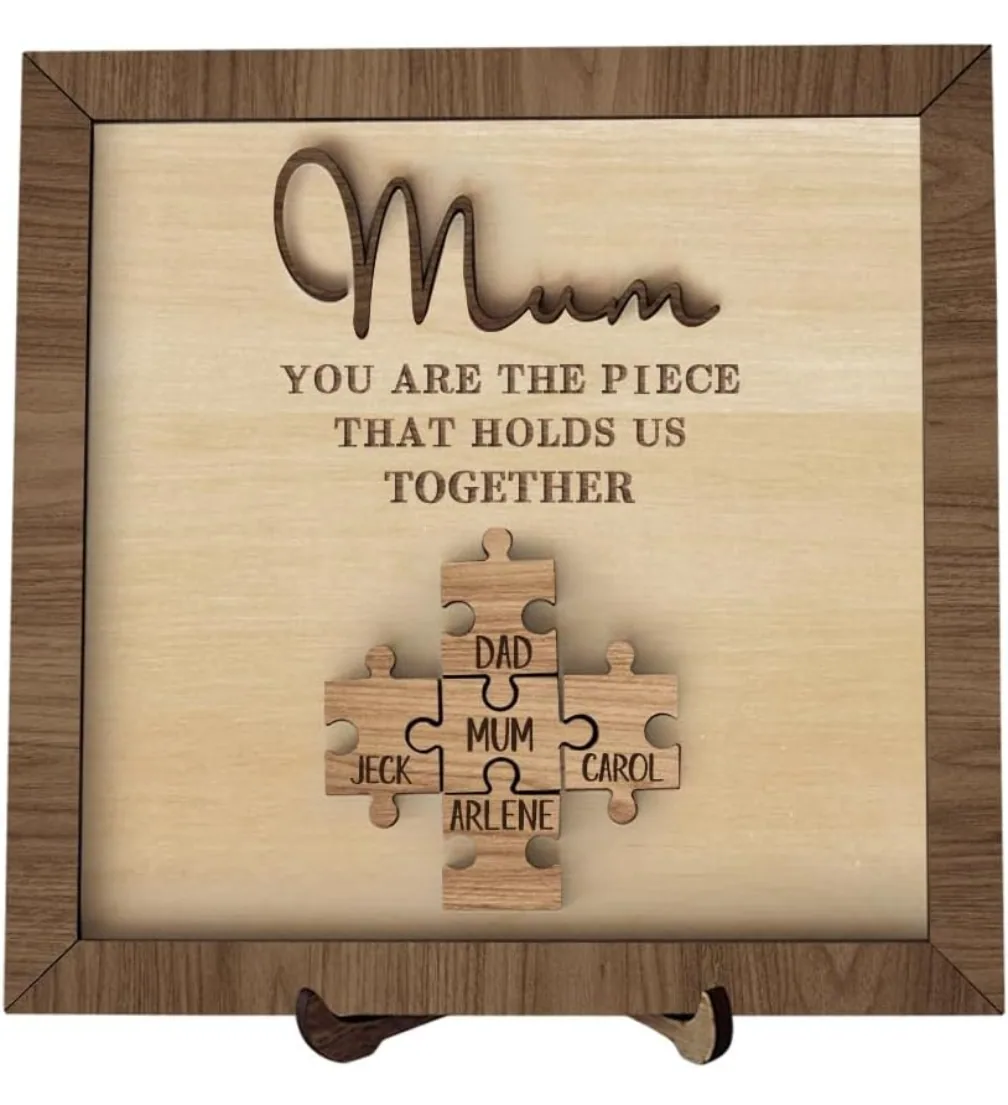 Mum
YOU ARE THE PIECE
THAT HOLDS US
TOGETHER
DAD
JECK
MUM
CAROL
ARLENE